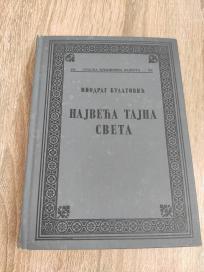 СРПСКА КЊИЖЕВНА ЗАДРУГА
МИОДРАГ БУЛАТОВИЋ
НАЈВЕЋА ТАЈНА
СВЕТА